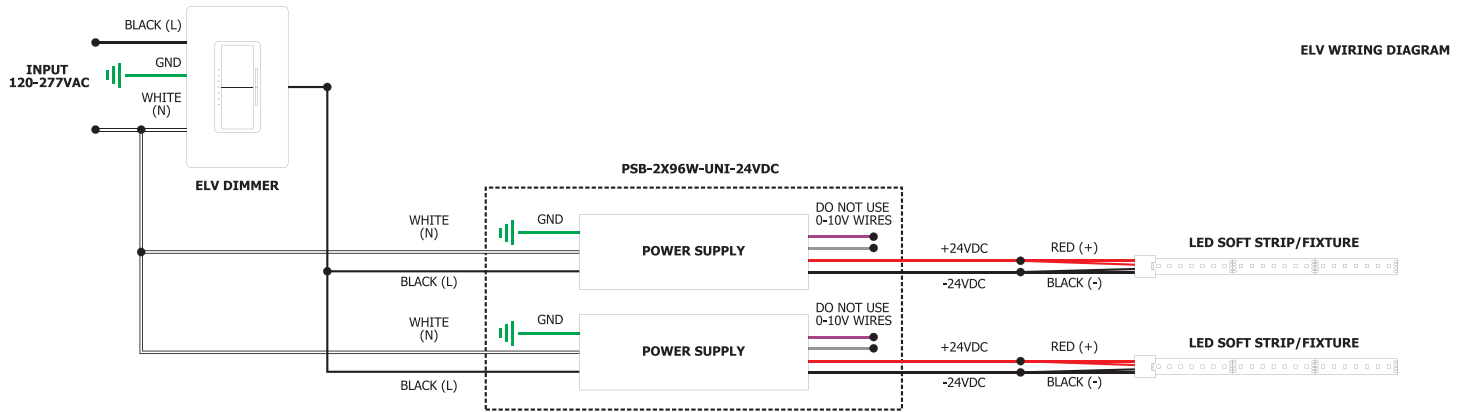 BLACK (L)
ELV WIRING DIAGRAM
GND
INPUT
120-277VAC
WHITE
(N)
ELV DIMMER
PSB-2X96W-UNI-24VDC
WHITE
(N)
GND
DO NOT USE
0-10V WIRES
POWER SUPPLY
+24VDC
RED (+)
LED SOFT STRIP/FIXTURE
BLACK (L)
-24VDC
BLACK (-)
WHITE
(N)
GND
DO NOT USE
0-10V WIRES
POWER SUPPLY
+24VDC
RED (+)
LED SOFT STRIP/FIXTURE
BLACK (L)
-24VDC
BLACK (-)